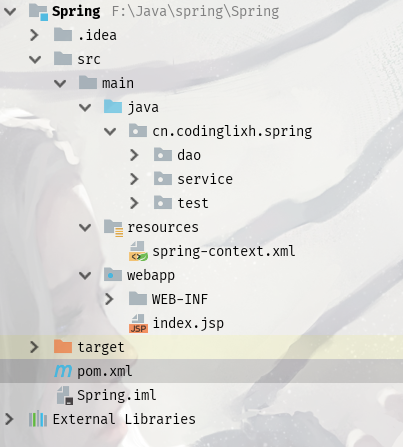 Spring F:\Java\spring\Spring
.idea
src
main
java
cn.codinglixh.spring
dao
service
test
resources
spring-context.xml
webapp
WEB-INF
index.jsp
target
pom.xml
Spring.iml
External Libraries